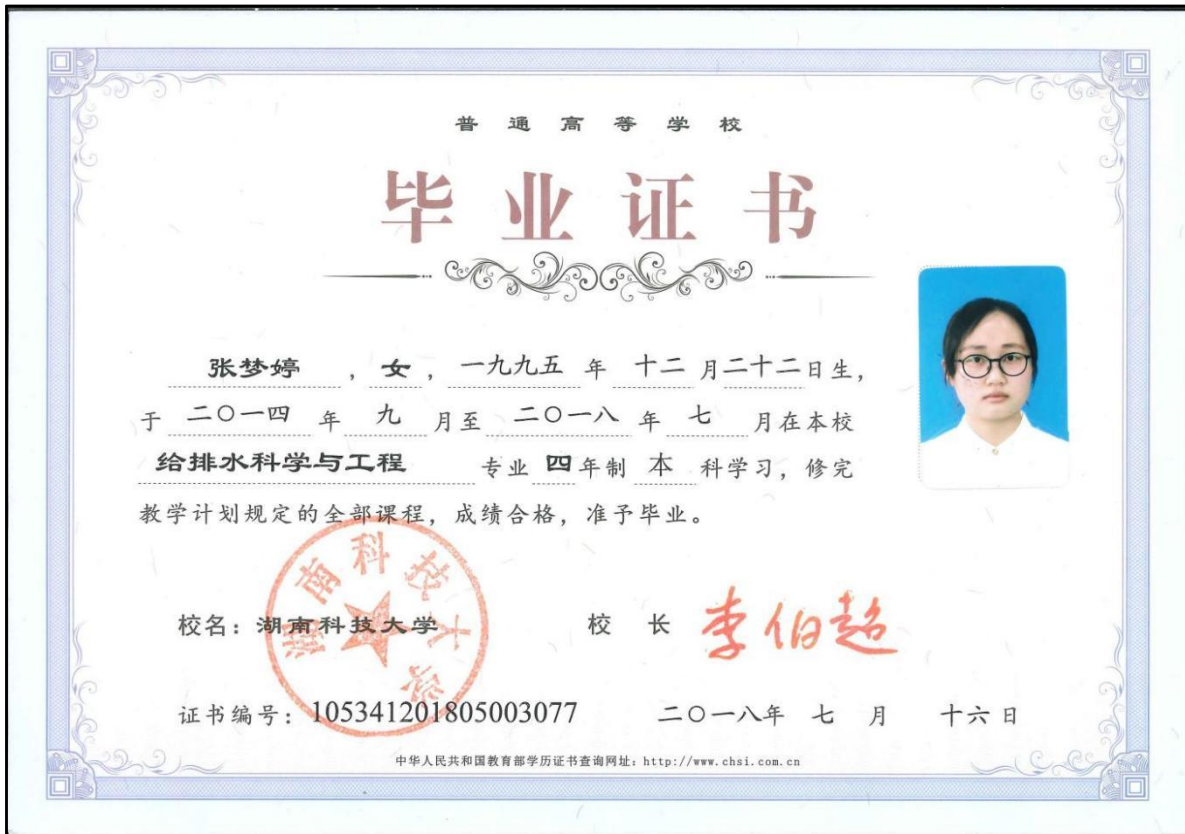 普通高等学校
毕业证书
张梦婷，女，一九九五年十二月二十二日生，
于二〇一四年九月至二〇一八年七月在本校
给排水科学与工程专业四年制本科学习，修完
教学计划规定的全部课程，成绩合格，准予毕业。
湖南科技大学
校名：湖南科技大学 校长 李伯超
证书编号：105341201805003077 二〇一八年七月十六日
中华人民共和国教育部学历证书查询网址：http://www.chsi.com.cn